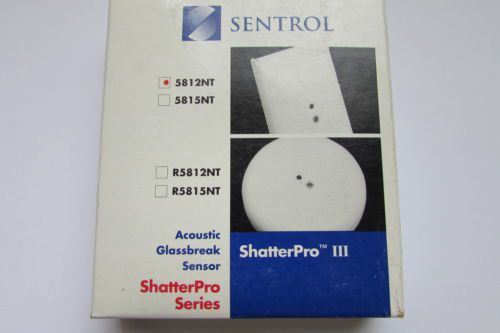 SENTROL
5812NT
5815NT
R5812NT
R5815NT
Acoustic
Glassbreak
Sensor
ShatterPro
Series
ShatterPro™ III